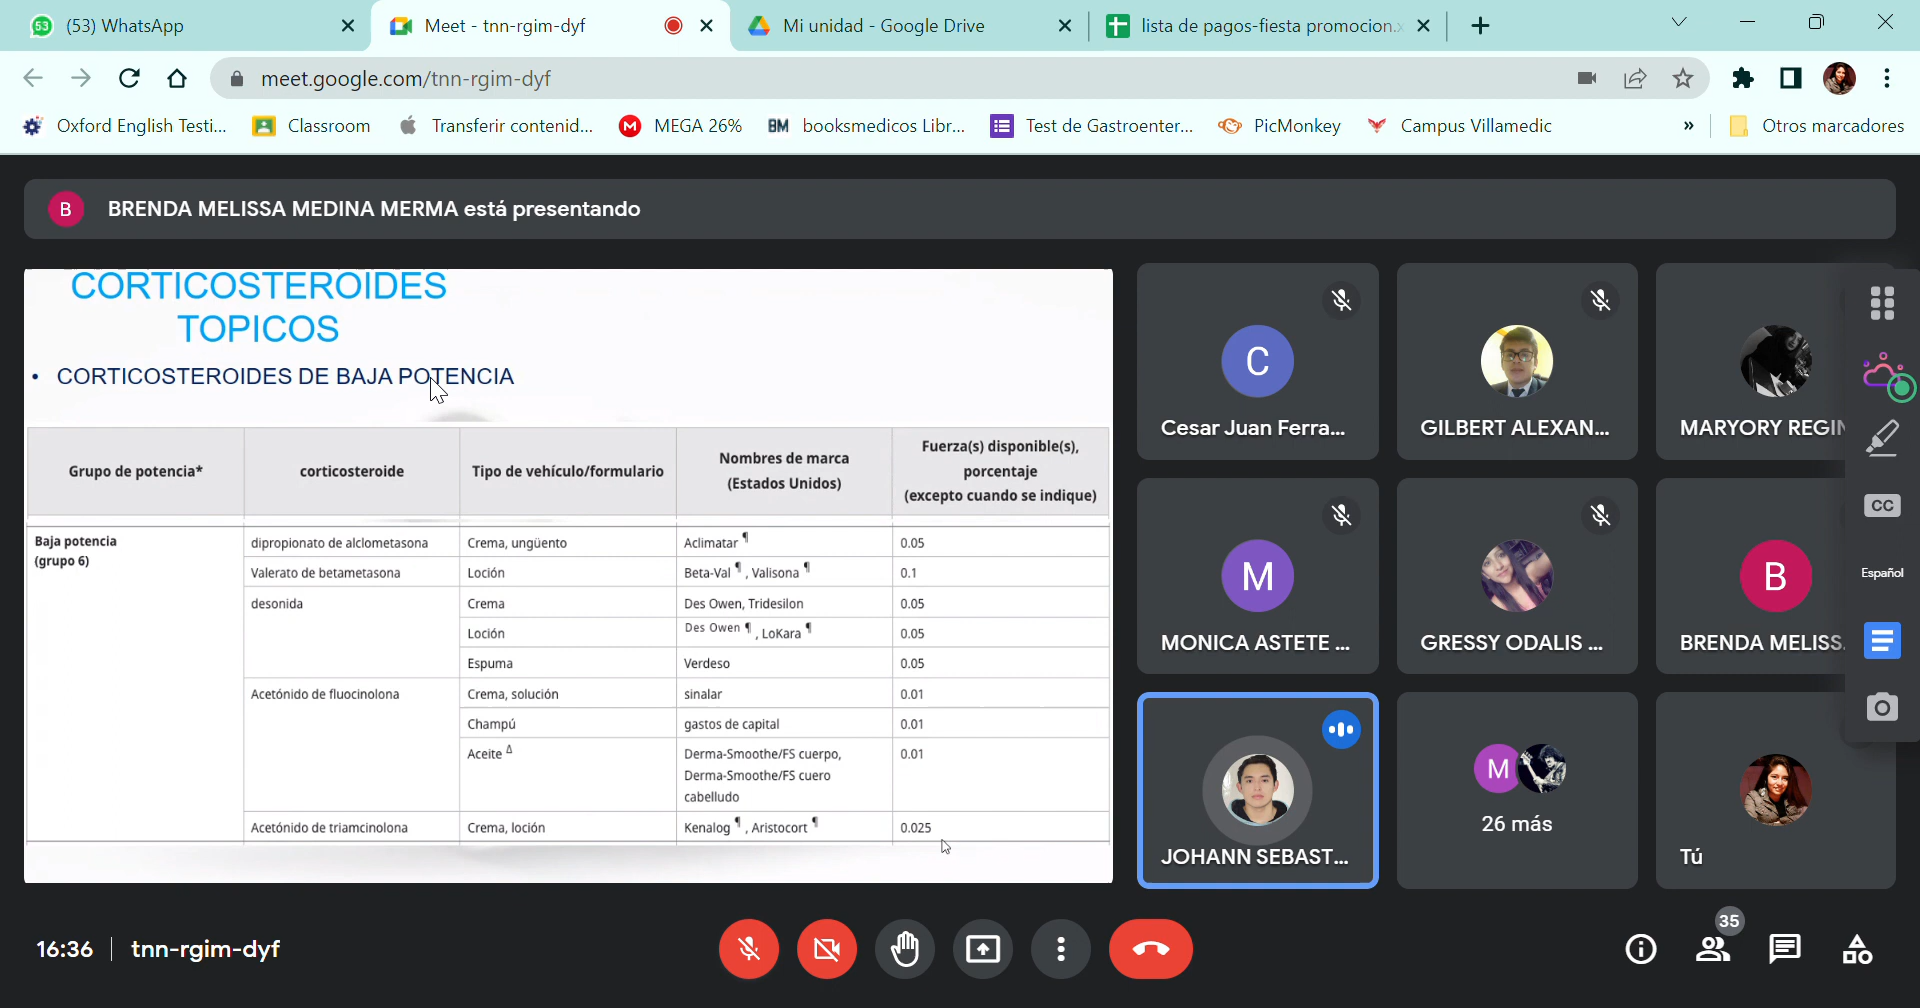 53
(53) WhatsApp
Meet - tnn-rgim-dyf
Mi unidad - Google Drive
lista de pagos-fiesta promocion.x
meet.google.com/tnn-rgim-dyf
Oxford English Testi...
Classroom
Transferir contenid...
M
MEGA 26%
BM
booksmedicos Libr...
Test de Gastroenter...
PicMonkey
Campus Villamedic
»
Otros marcadores
B
BRENDA MELISSA MEDINA MERMA está presentando
CORTICOSTEROIDES
TOPICOS
• CORTICOSTEROIDES DE BAJA POTENCIA
Grupo de potencia* corticosteroide Tipo de vehículo/formulario Nombres de marca (Estados Unidos) Fuerza(s) disponible(s), porcentaje (excepto cuando se indique)
Baja potencia (grupo 6) dipropionato de alclometasona Crema, ungüento Aclimatar ¶ 0.05
Valerato de betametasona Loción Beta-Val ¶ , Valisona ¶ 0.1
desonida Crema Des Owen, Tridesilon 0.05
Loción Des Owen ¶ , LoKara ¶ 0.05
Espuma Verdeso 0.05
Acetónido de fluocinolona Crema, solución sinalar 0.01
Champú gastos de capital 0.01
Aceite Δ Derma-Smoothe/FS cuerpo, Derma-Smoothe/FS cuero cabelludo 0.01
Acetónido de triamcinolona Crema, loción Kenalog ¶ , Aristocort ¶ 0.025
C
Cesar Juan Ferra...
GILBERT ALEXAN...
MARYORY REGIN
M
MONICA ASTETE ...
GRESSY ODALIS ...
B
BRENDA MELISS.
JOHANN SEBAST...
M
26 más
Tú
CC
Español
16:36
tnn-rgim-dyf
35